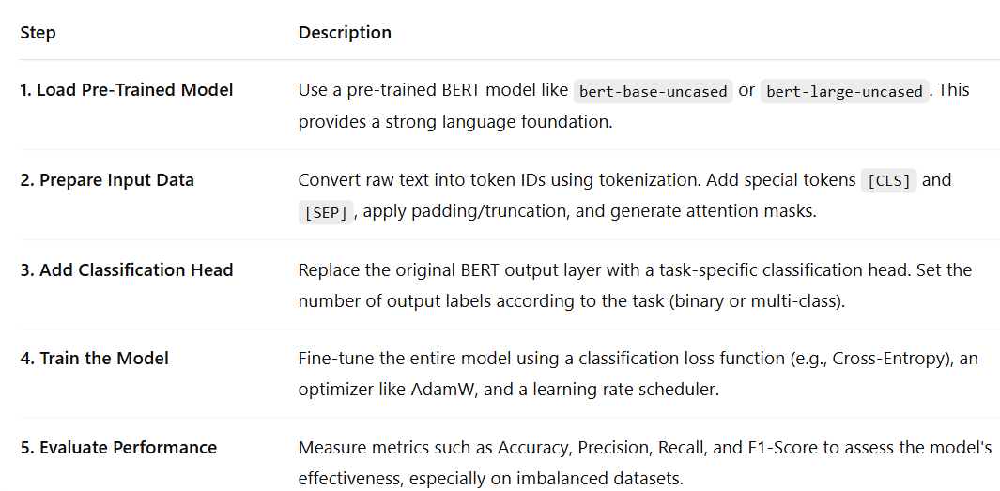 Step Description
1. Load Pre-Trained Model Use a pre-trained BERT model like bert-base-uncased or bert-large-uncased. This
provides a strong language foundation.
2. Prepare Input Data Convert raw text into token IDs using tokenization. Add special tokens [CLS] and
[SEP], apply padding/truncation, and generate attention masks.
3. Add Classification Head Replace the original BERT output layer with a task-specific classification head. Set the
number of output labels according to the task (binary or multi-class).
4. Train the Model Fine-tune the entire model using a classification loss function (e.g., Cross-Entropy), an
optimizer like AdamW, and a learning rate scheduler.
5. Evaluate Performance Measure metrics such as Accuracy, Precision, Recall, and F1-Score to assess the model's
effectiveness, especially on imbalanced datasets.